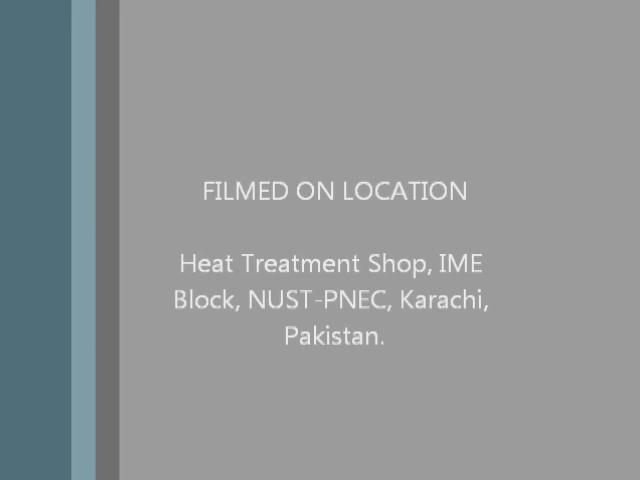 FILMED ON LOCATION
Heat Treatment Shop, IME
Block, NUST-PNEC, Karachi,
Pakistan.